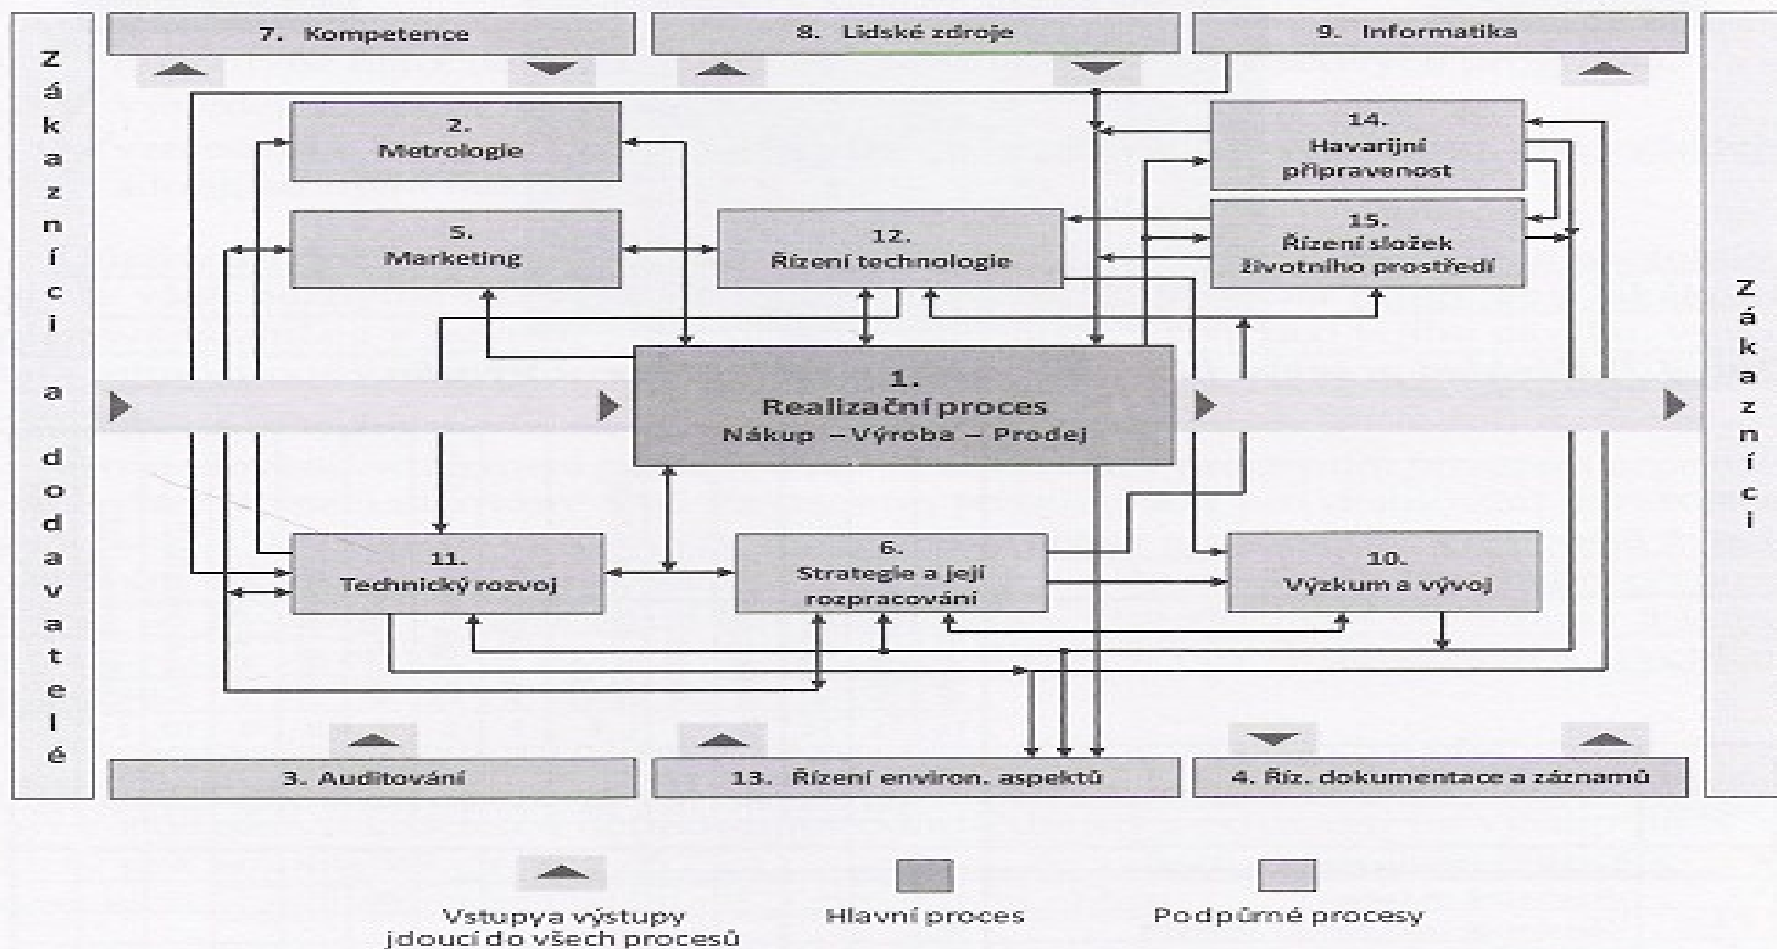 7. Kompetence
8. Lidské zdroje
9. Informatika
Zákazníci a dodavatelé
2.
Metrologie
14.
Havarijní
připravenost
5.
Marketing
12.
Řízení technologie
15.
Řízení složek
životního prostředí
Zákazníci
1.
Realizační proces
Nákup – Výroba – Prodej
11.
Technický rozvoj
6.
Strategie a její
rozpracování
10.
Výzkum a vývoj
3. Auditování
13. Řízení environ. aspektů
4. Říz. dokumentace a záznamů
Vstupy a výstupy
jdoucí do všech procesů
Hlavní proces
Podpůrné procesy